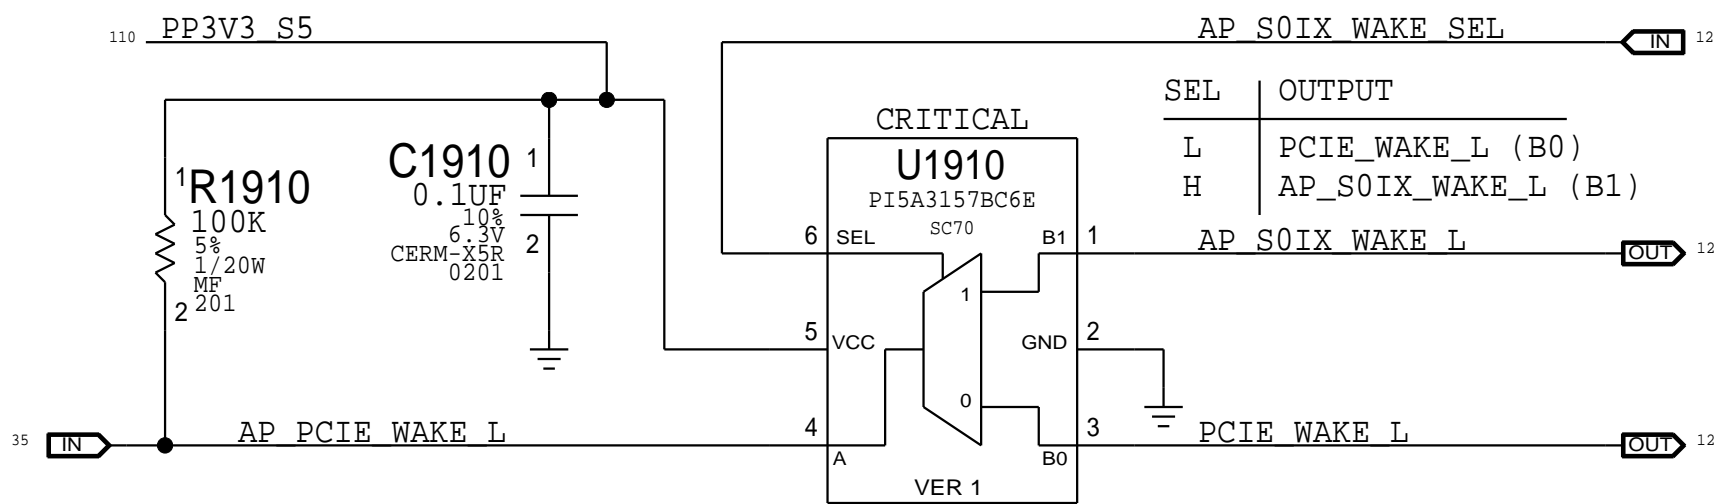 110 PP3V3_S5
AP_S0IX_WAKE_SEL
IN 12
SEL OUTPUT
L PCIE_WAKE_L (B0)
H AP_S0IX_WAKE_L (B1)
CRITICAL
U1910
PI5A3157BC6E
SC70
1
R1910
100K
5%
1/20W
MF
201
2
C1910 1
0.1UF
10%
6.3V
CERM-X5R
0201
2
6 SEL
B1 1
AP_S0IX_WAKE_L
OUT 12
1
5 VCC
GND 2
0
35 IN
AP_PCIE_WAKE_L
4
A
B0
3
PCIE_WAKE_L
OUT 12
VER 1